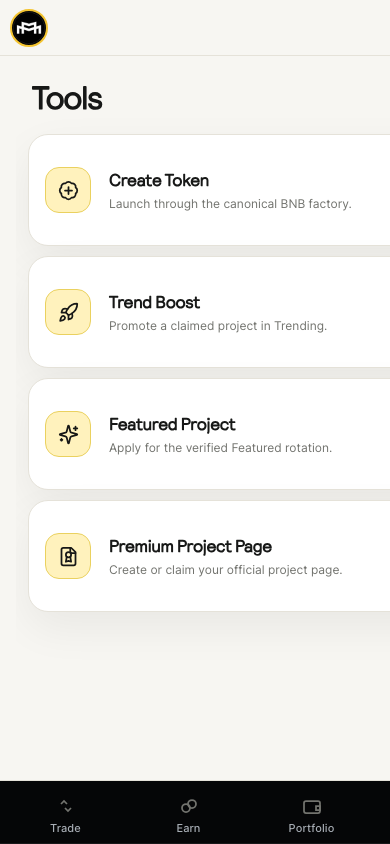 Tools
Create Token
Launch through the canonical BNB factory.
Trend Boost
Promote a claimed project in Trending.
Featured Project
Apply for the verified Featured rotation.
Premium Project Page
Create or claim your official project page.
Trade
Earn
Portfolio